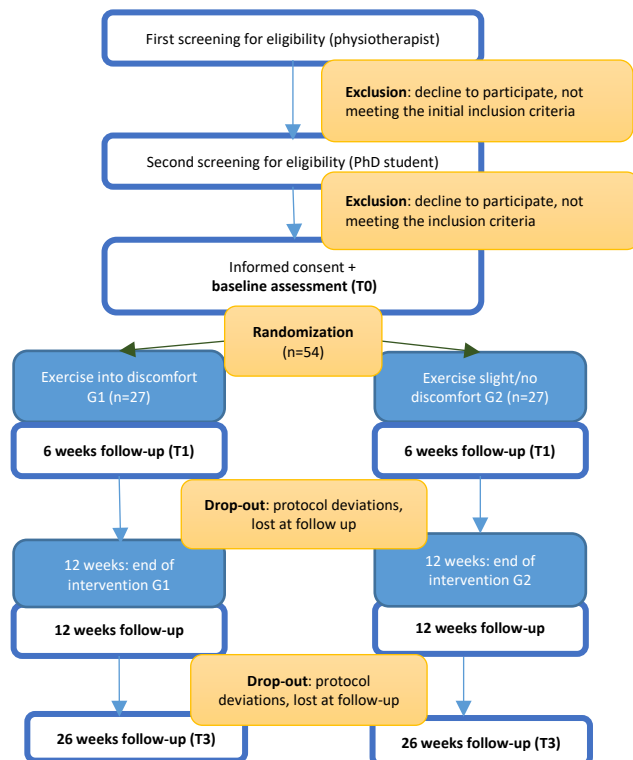 First screening for eligibility (physiotherapist)
Exclusion: decline to participate, not
meeting the initial inclusion criteria
Second screening for eligibility (PhD student)
Exclusion: decline to participate, not
meeting the inclusion criteria
Informed consent +
baseline assessment (T0)
Randomization
(n=54)
Exercise into discomfort
G1 (n=27)
Exercise slight/no
discomfort G2 (n=27)
6 weeks follow-up (T1)
6 weeks follow-up (T1)
Drop-out: protocol deviations,
lost at follow up
12 weeks: end of
intervention G1
12 weeks: end of
intervention G2
12 weeks follow-up
12 weeks follow-up
Drop-out: protocol
deviations, lost at follow-up
26 weeks follow-up (T3)
26 weeks follow-up (T3)